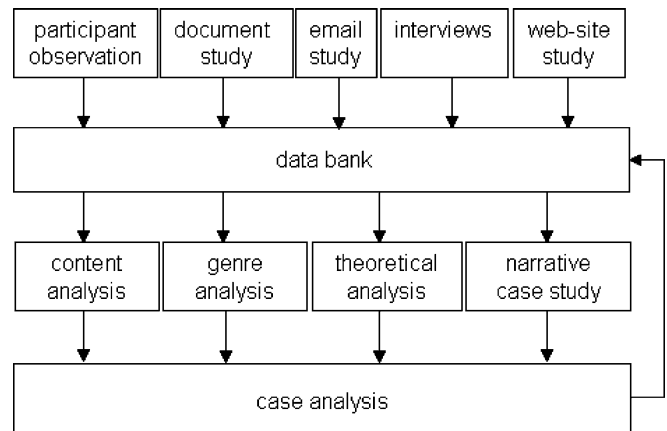 participant
observation
document
study
email
study
interviews
web-site
study
data bank
content
analysis
genre
analysis
theoretical
analysis
narrative
case study
case analysis